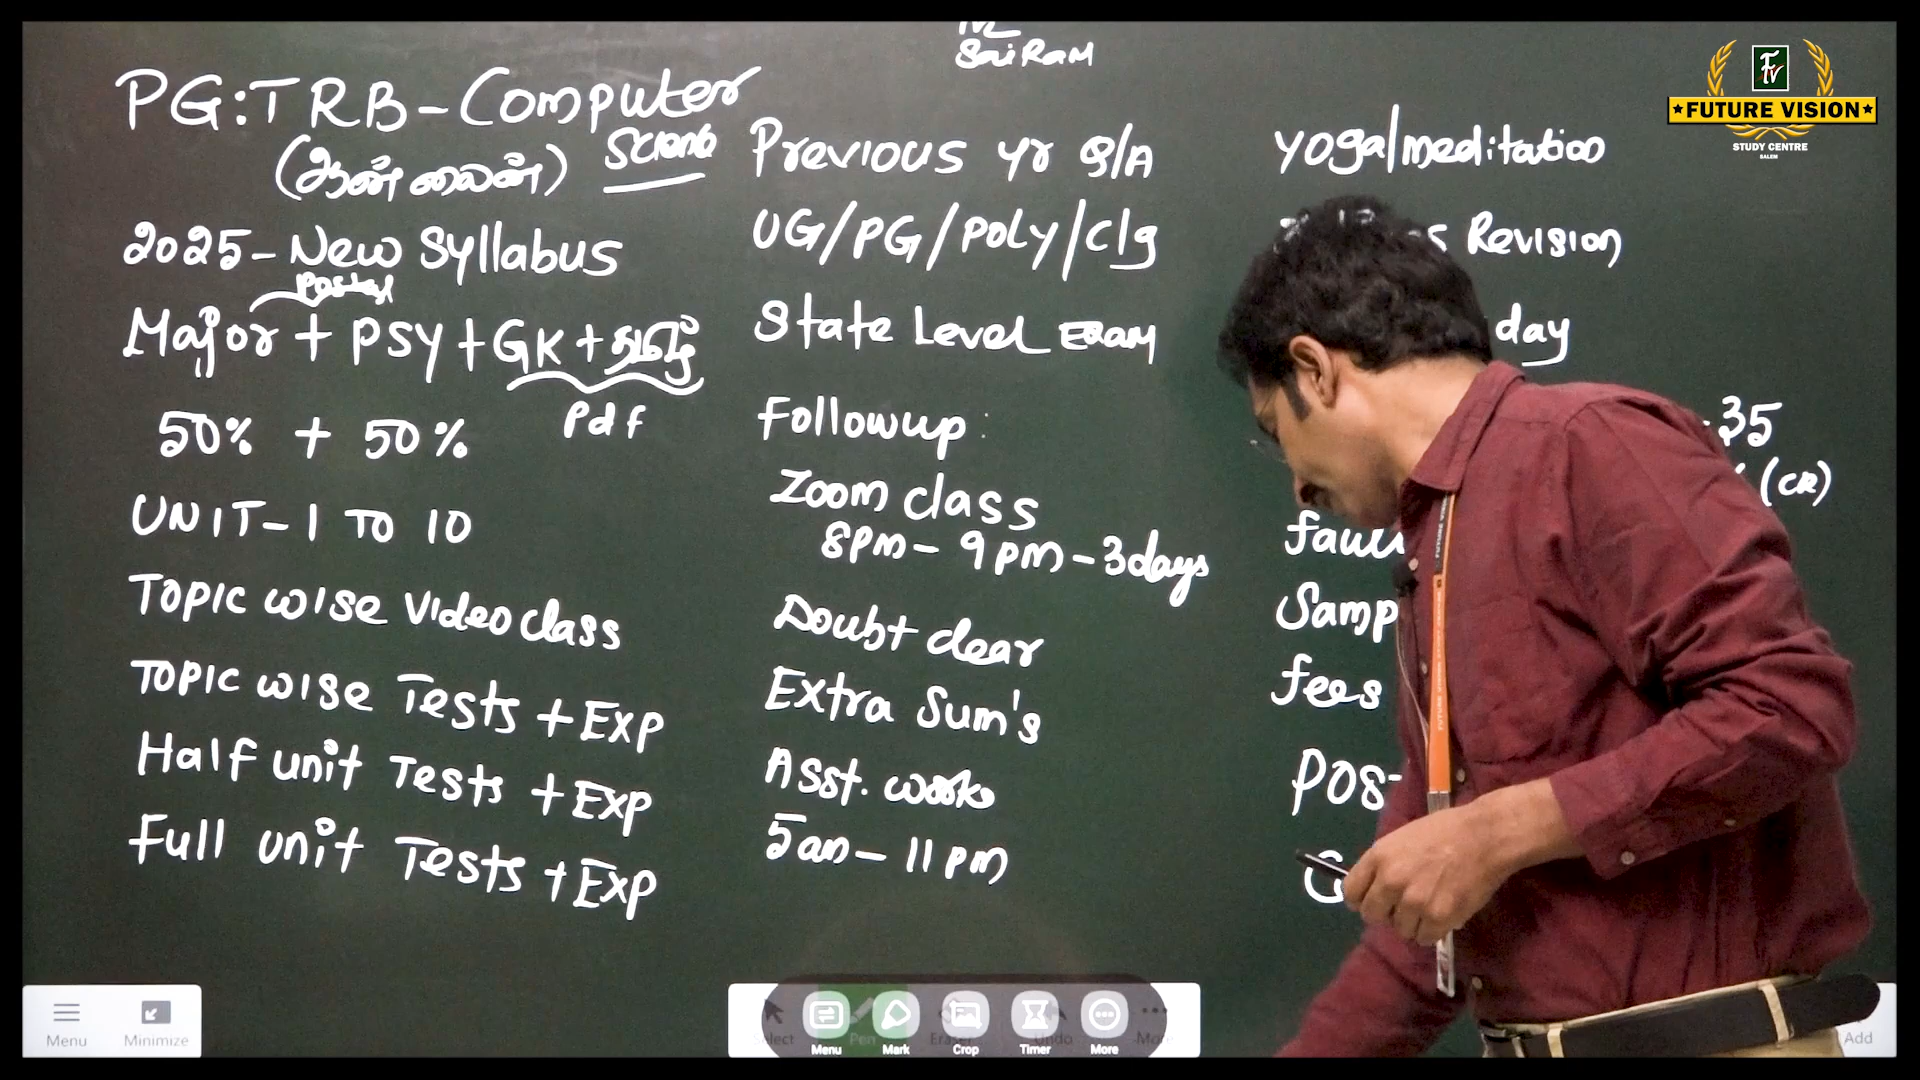 SaiRam
PG:TRB-Computer
Science
(ஆன்லைன்)
2025-New Syllabus
Postal
Major + PSY + GK + தமிழ்
Pdf
50% + 50%
UNIT-1 TO 10
TOPIC wise Video class
TOPIC wise Tests + Exp
Half unit Tests + Exp
Full unit Tests + Exp
Previous yr Q/A
UG/PG/POLY/Clg
State Level Exam
Followup:
Zoom class
8pm - 9pm - 3days
Doubt clear
Extra Sum's
Asst. works
5am - 11pm
yoga/meditation
Revision
day
35
(CR)
fees
FV
FUTURE VISION
STUDY CENTRE
SALEM
Menu
Minimize
Menu
Mark
Crop
Timer
More
Add